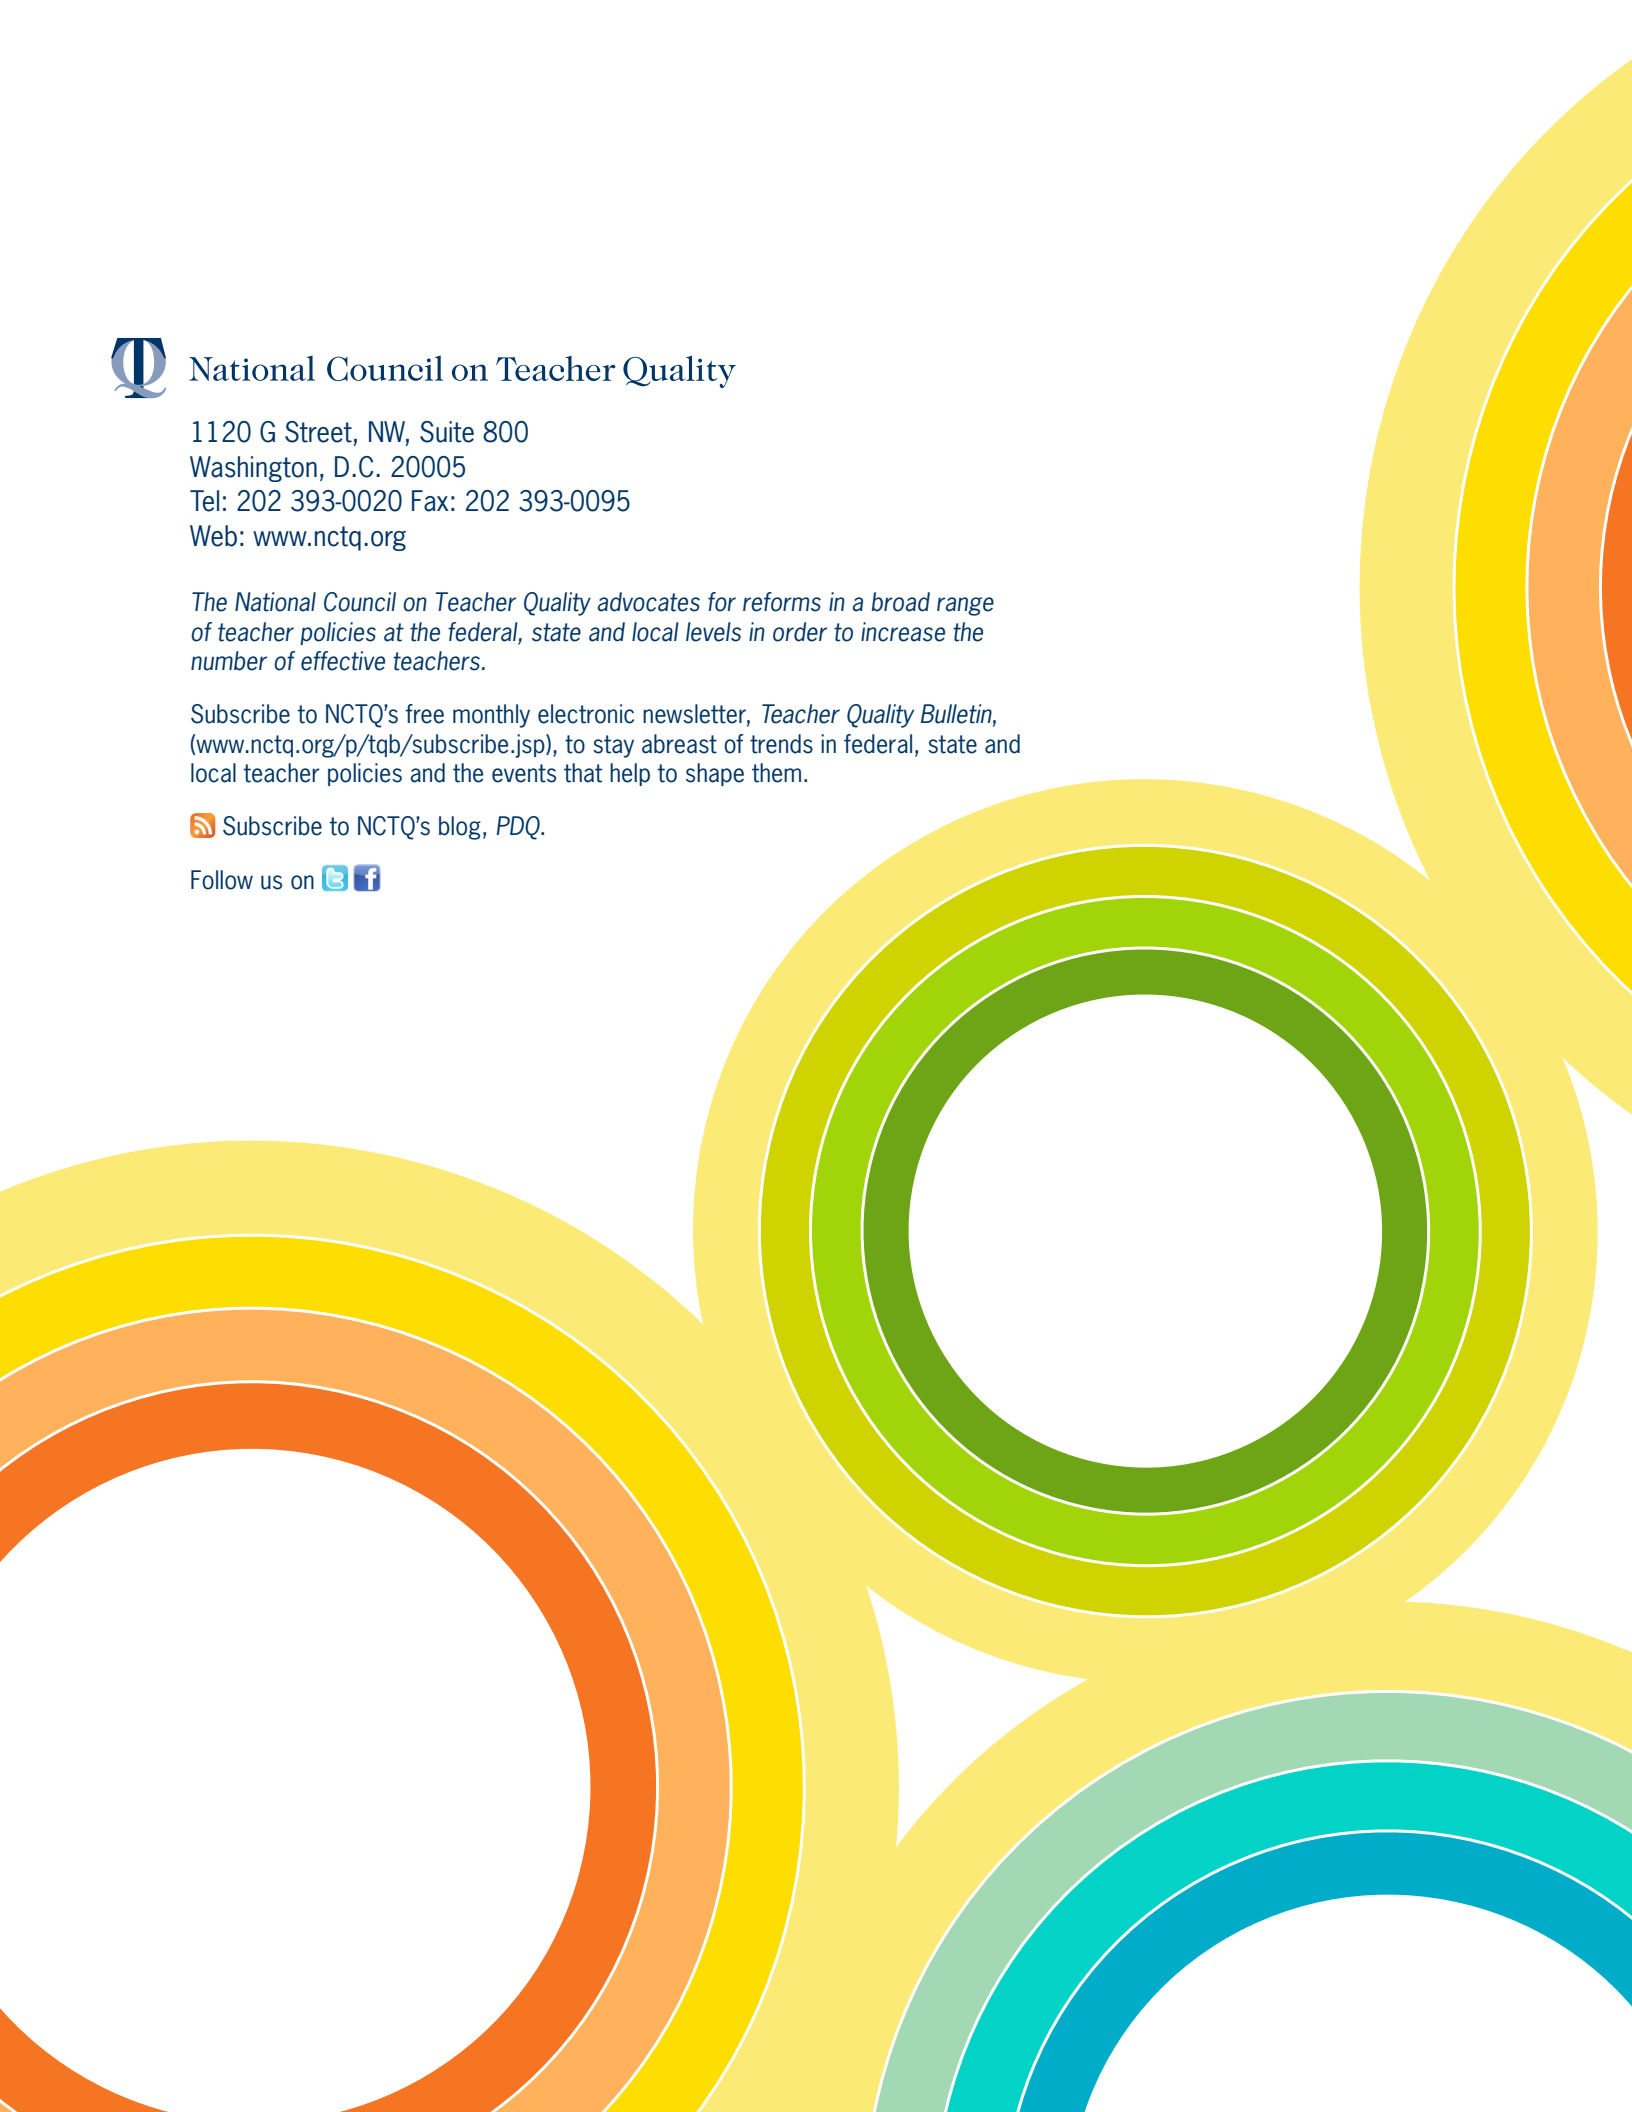 National Council on Teacher Quality
1120 G Street, NW, Suite 800
Washington, D.C. 20005
Tel: 202 393-0020 Fax: 202 393-0095
Web: www.nctq.org
The National Council on Teacher Quality advocates for reforms in a broad range
of teacher policies at the federal, state and local levels in order to increase the
number of effective teachers.
Subscribe to NCTQ’s free monthly electronic newsletter, Teacher Quality Bulletin,
(www.nctq.org/p/tqb/subscribe.jsp), to stay abreast of trends in federal, state and
local teacher policies and the events that help to shape them.
Subscribe to NCTQ’s blog, PDQ.
Follow us on